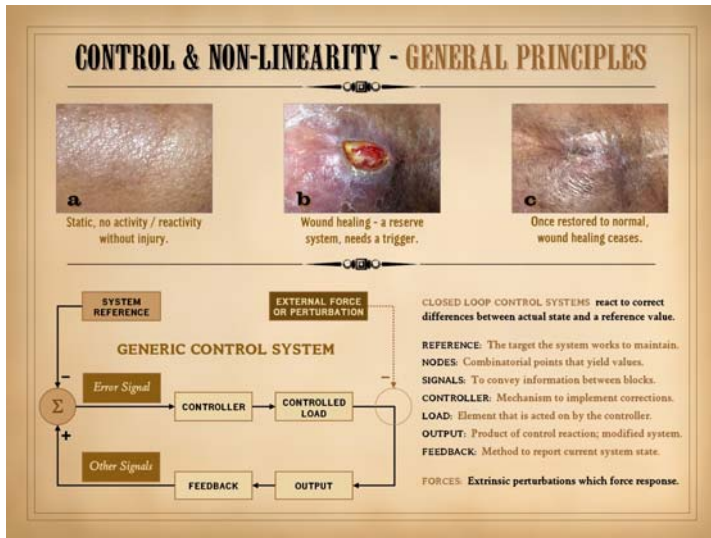 CONTROL & NON-LINEARITY - GENERAL PRINCIPLES
a
Static, no activity / reactivity
without injury.
b
Wound healing - a reserve
system, needs a trigger.
c
Once restored to normal,
wound healing ceases.
SYSTEM
REFERENCE
EXTERNAL FORCE
OR PERTURBATION
GENERIC CONTROL SYSTEM
−
−
Σ
Error Signal
CONTROLLER
CONTROLLED
LOAD
+
Other Signals
FEEDBACK
OUTPUT
CLOSED LOOP CONTROL SYSTEMS react to correct
differences between actual state and a reference value.
REFERENCE: The target the system works to maintain.
NODES: Combinatorial points that yield values.
SIGNALS: To convey information between blocks.
CONTROLLER: Mechanism to implement corrections.
LOAD: Element that is acted on by the controller.
OUTPUT: Product of control reaction; modified system.
FEEDBACK: Method to report current system state.
FORCES: Extrinsic perturbations which force response.